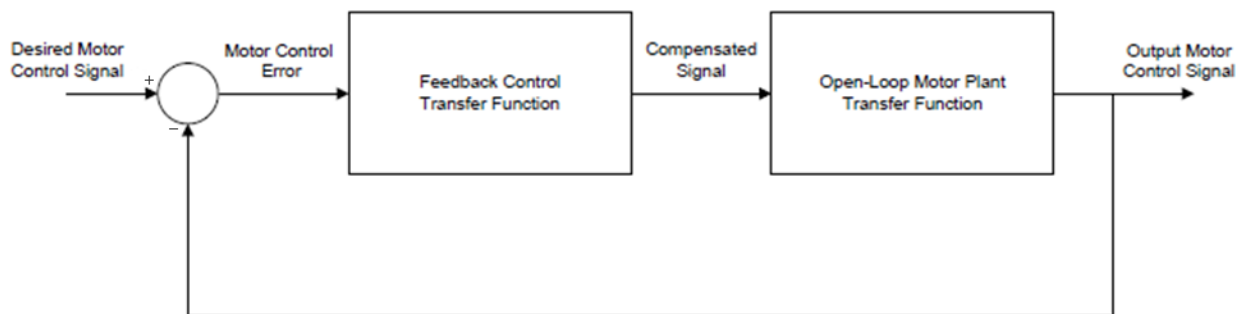 Desired Motor
Control Signal
+
−
Motor Control
Error
Feedback Control
Transfer Function
Compensated
Signal
Open-Loop Motor Plant
Transfer Function
Output Motor
Control Signal